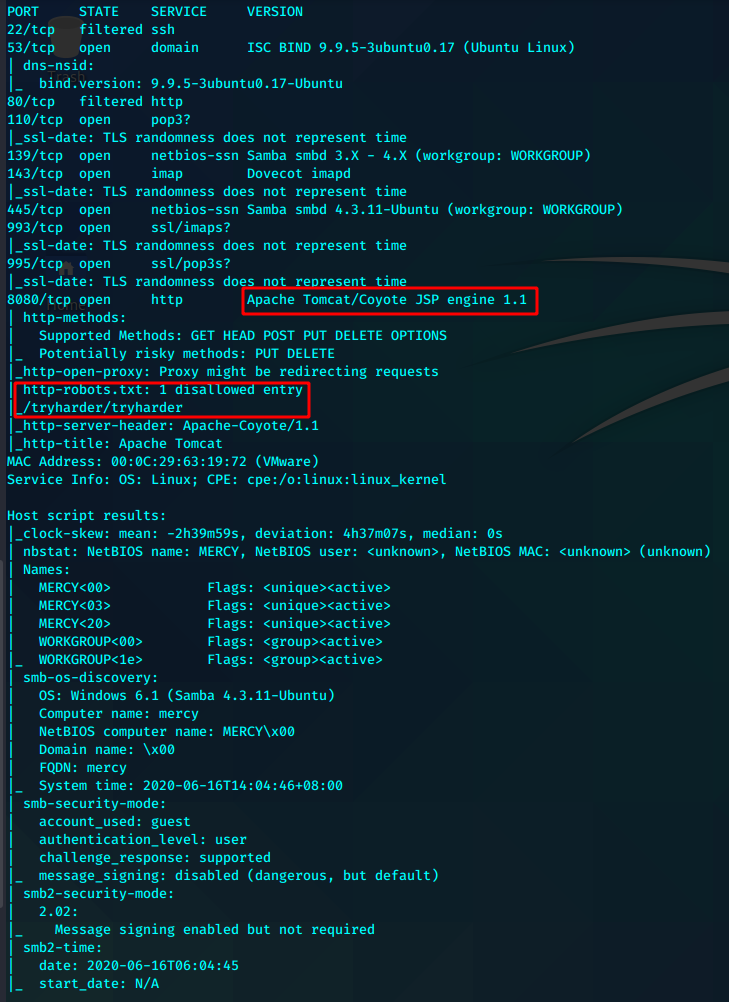 PORT     STATE    SERVICE     VERSION
22/tcp   filtered ssh
53/tcp   open     domain      ISC BIND 9.9.5-3ubuntu0.17 (Ubuntu Linux)
| dns-nsid:
|_  bind.version: 9.9.5-3ubuntu0.17-Ubuntu
80/tcp   filtered http
110/tcp  open     pop3?
|_ssl-date: TLS randomness does not represent time
139/tcp  open     netbios-ssn Samba smbd 3.X - 4.X (workgroup: WORKGROUP)
143/tcp  open     imap        Dovecot imapd
|_ssl-date: TLS randomness does not represent time
445/tcp  open     netbios-ssn Samba smbd 4.3.11-Ubuntu (workgroup: WORKGROUP)
993/tcp  open     ssl/imaps?
|_ssl-date: TLS randomness does not represent time
995/tcp  open     ssl/pop3s?
|_ssl-date: TLS randomness does not represent time
8080/tcp open     http        Apache Tomcat/Coyote JSP engine 1.1
| http-methods:
|   Supported Methods: GET HEAD POST PUT DELETE OPTIONS
|_  Potentially risky methods: PUT DELETE
|_http-open-proxy: Proxy might be redirecting requests
| http-robots.txt: 1 disallowed entry
|_/tryharder/tryharder
|_http-server-header: Apache-Coyote/1.1
|_http-title: Apache Tomcat
MAC Address: 00:0C:29:63:19:72 (VMware)
Service Info: OS: Linux; CPE: cpe:/o:linux:linux_kernel
Host script results:
|_clock-skew: mean: -2h39m59s, deviation: 4h37m07s, median: 0s
| nbstat: NetBIOS name: MERCY, NetBIOS user: <unknown>, NetBIOS MAC: <unknown> (unknown)
| Names:
|   MERCY<00>            Flags: <unique><active>
|   MERCY<03>            Flags: <unique><active>
|   MERCY<20>            Flags: <unique><active>
|   WORKGROUP<00>        Flags: <group><active>
|_  WORKGROUP<1e>        Flags: <group><active>
| smb-os-discovery:
|   OS: Windows 6.1 (Samba 4.3.11-Ubuntu)
|   Computer name: mercy
|   NetBIOS computer name: MERCY\x00
|   Domain name: \x00
|   FQDN: mercy
|_  System time: 2020-06-16T14:04:46+08:00
| smb-security-mode:
|   account_used: guest
|   authentication_level: user
|   challenge_response: supported
|_  message_signing: disabled (dangerous, but default)
| smb2-security-mode:
|   2.02:
|_    Message signing enabled but not required
| smb2-time:
|   date: 2020-06-16T06:04:45
|_  start_date: N/A
Trash
Home